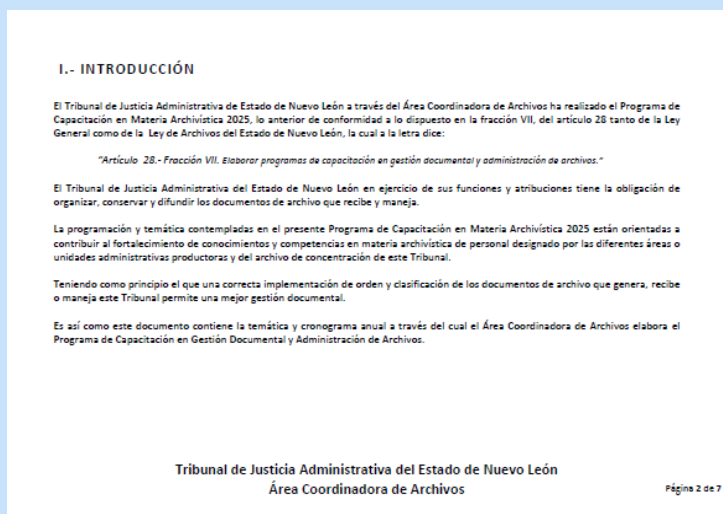 I.- INTRODUCCIÓN
El Tribunal de Justicia Administrativa de Estado de Nuevo León a través del Área Coordinadora de Archivos ha realizado el Programa de
Capacitación en Materia Archivística 2025, lo anterior de conformidad a lo dispuesto en la fracción VII, del artículo 28 tanto de la Ley
General como de la Ley de Archivos del Estado de Nuevo León, la cual a la letra dice:
"Artículo 28.- Fracción VII. Elaborar programas de capacitación en gestión documental y administración de archivos."
El Tribunal de Justicia Administrativa del Estado de Nuevo León en ejercicio de sus funciones y atribuciones tiene la obligación de
organizar, conservar y difundir los documentos de archivo que recibe y maneja.
La programación y temática contempladas en el presente Programa de Capacitación en Materia Archivística 2025 están orientadas a
contribuir al fortalecimiento de conocimientos y competencias en materia archivística de personal designado por las diferentes áreas o
unidades administrativas productoras y del archivo de concentración de este Tribunal.
Teniendo como principio el que una correcta implementación de orden y clasificación de los documentos de archivo que genera, recibe
o maneja este Tribunal permite una mejor gestión documental.
Es así como este documento contiene la temática y cronograma anual a través del cual el Área Coordinadora de Archivos elabora el
Programa de Capacitación en Gestión Documental y Administración de Archivos.
Tribunal de Justicia Administrativa del Estado de Nuevo León
Área Coordinadora de Archivos
Página 2 de 7